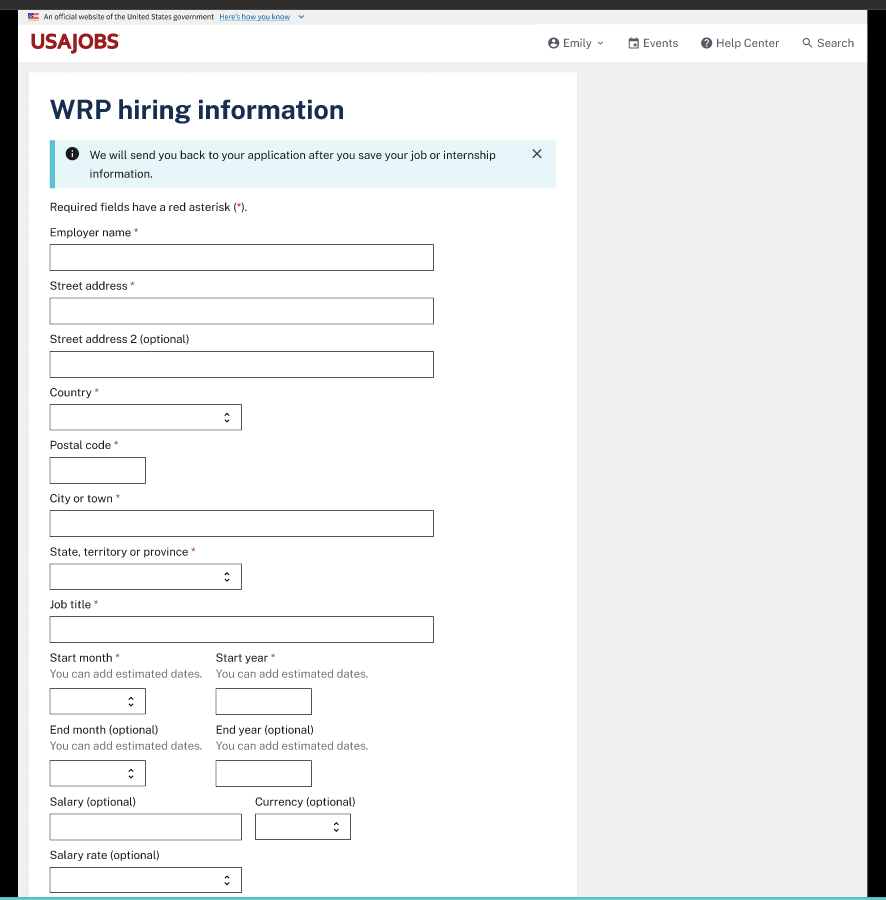 An official website of the United States government Here's how you know
USAJOBS
Emily Events Help Center Search
WRP hiring information
We will send you back to your application after you save your job or internship
information.
Required fields have a red asterisk (*).
Employer name *
Street address *
Street address 2 (optional)
Country *
Postal code *
City or town *
State, territory or province *
Job title *
Start month * Start year *
You can add estimated dates. You can add estimated dates.
End month (optional) End year (optional)
You can add estimated dates. You can add estimated dates.
Salary (optional) Currency (optional)
Salary rate (optional)